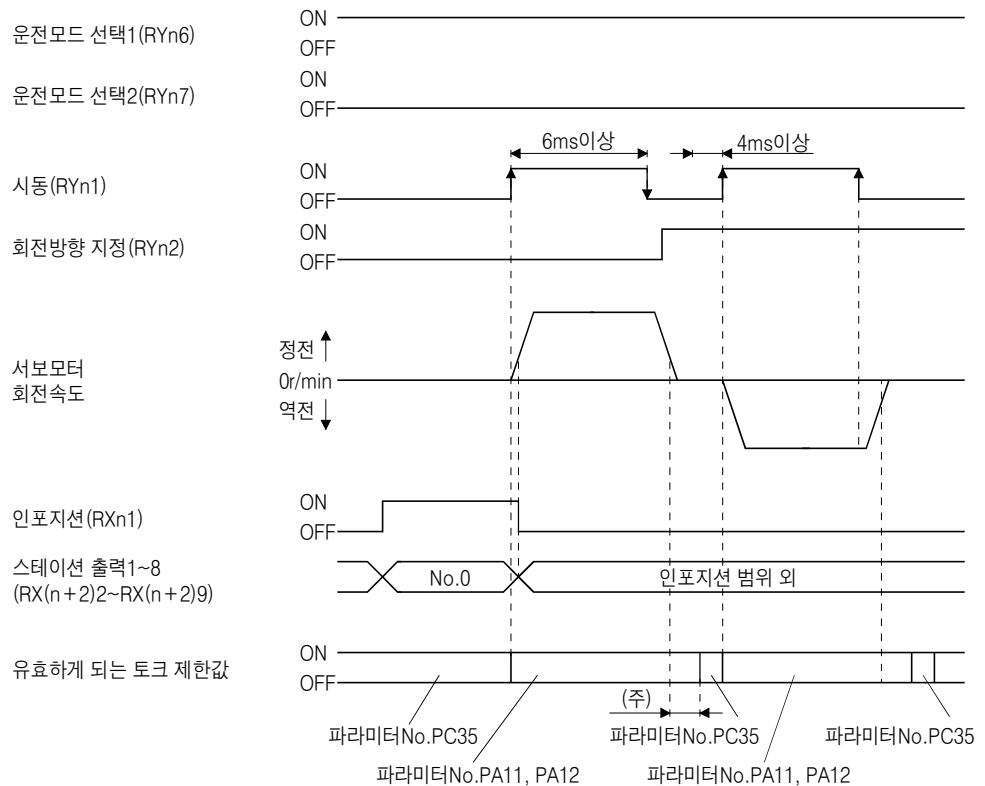 운전모드 선택1(RYn6)
ON
OFF
운전모드 선택2(RYn7)
ON
OFF
6ms이상
4ms이상
시동(RYn1)
ON
OFF
회전방향 지정(RYn2)
ON
OFF
서보모터
회전속도
정전
0r/min
역전
인포지션(RXn1)
ON
OFF
스테이션 출력1~8
(RX(n+2)2~RX(n+2)9)
No.0
인포지션 범위 외
유효하게 되는 토크 제한값
ON
OFF
(주)
파라미터No.PC35
파라미터No.PC35
파라미터No.PC35
파라미터No.PA11, PA12
파라미터No.PA11, PA12